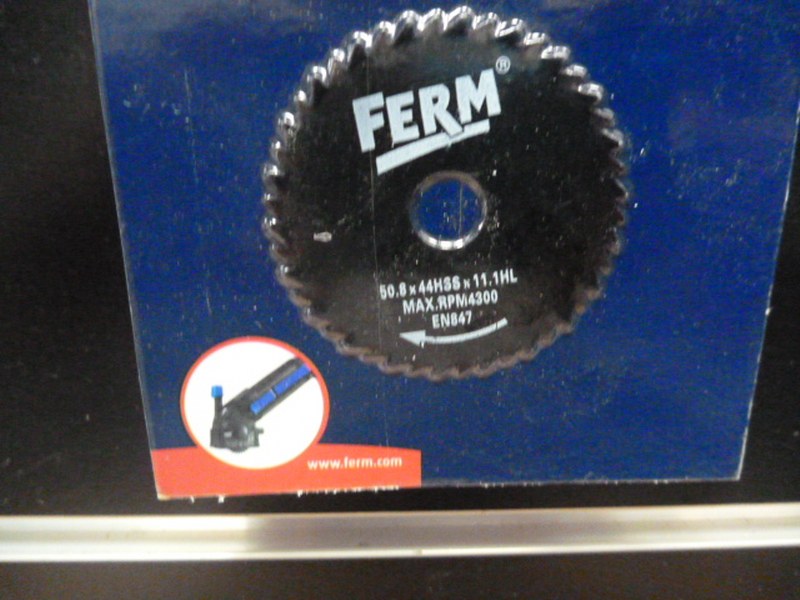 FERM®
50.8 x 44HSS x 11.1HL
MAX.RPM4300
EN847
www.ferm.com